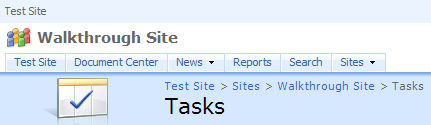 Test Site
Walkthrough Site
Test Site Document Center News Reports Search Sites
Test Site > Sites > Walkthrough Site > Tasks
Tasks